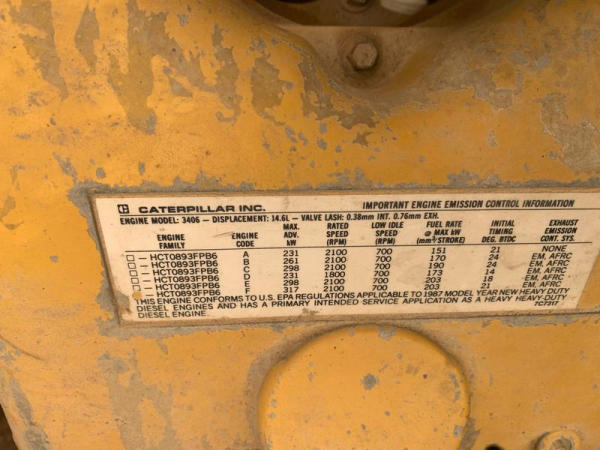 CATERPILLAR INC. IMPORTANT ENGINE EMISSION CONTROL INFORMATION
ENGINE MODEL: 3406 – DISPLACEMENT: 14.6L – VALVE LASH: 0.38mm INT. 0.76mm EXH.
ENGINE FAMILY ENGINE CODE MAX. ADV. kW RATED SPEED (RPM) LOW IDLE SPEED (RPM) FUEL RATE @ MAX kW (mm³/STROKE) INITIAL TIMING DEG. BTDC EXHAUST EMISSION CONT. SYS.
– HCT0893FPB6 A 231 2100 700 151 21 NONE
– HCT0893FPB6 B 261 2100 700 170 24 EM, AFRC
– HCT0893FPB6 C 298 2100 700 190 24 EM, AFRC
– HCT0893FPB6 D 231 1800 700 173 14 EM, AFRC
– HCT0893FPB6 E 298 2100 700 203 18 EM, AFRC
– HCT0893FPB6 F 317 2100 700 203 21 EM, AFRC
THIS ENGINE CONFORMS TO U.S. EPA REGULATIONS APPLICABLE TO 1987 MODEL YEAR NEW HEAVY DUTY
DIESEL ENGINES AND HAS A PRIMARY INTENDED SERVICE APPLICATION AS A HEAVY HEAVY-DUTY
DIESEL ENGINE. 7C7317